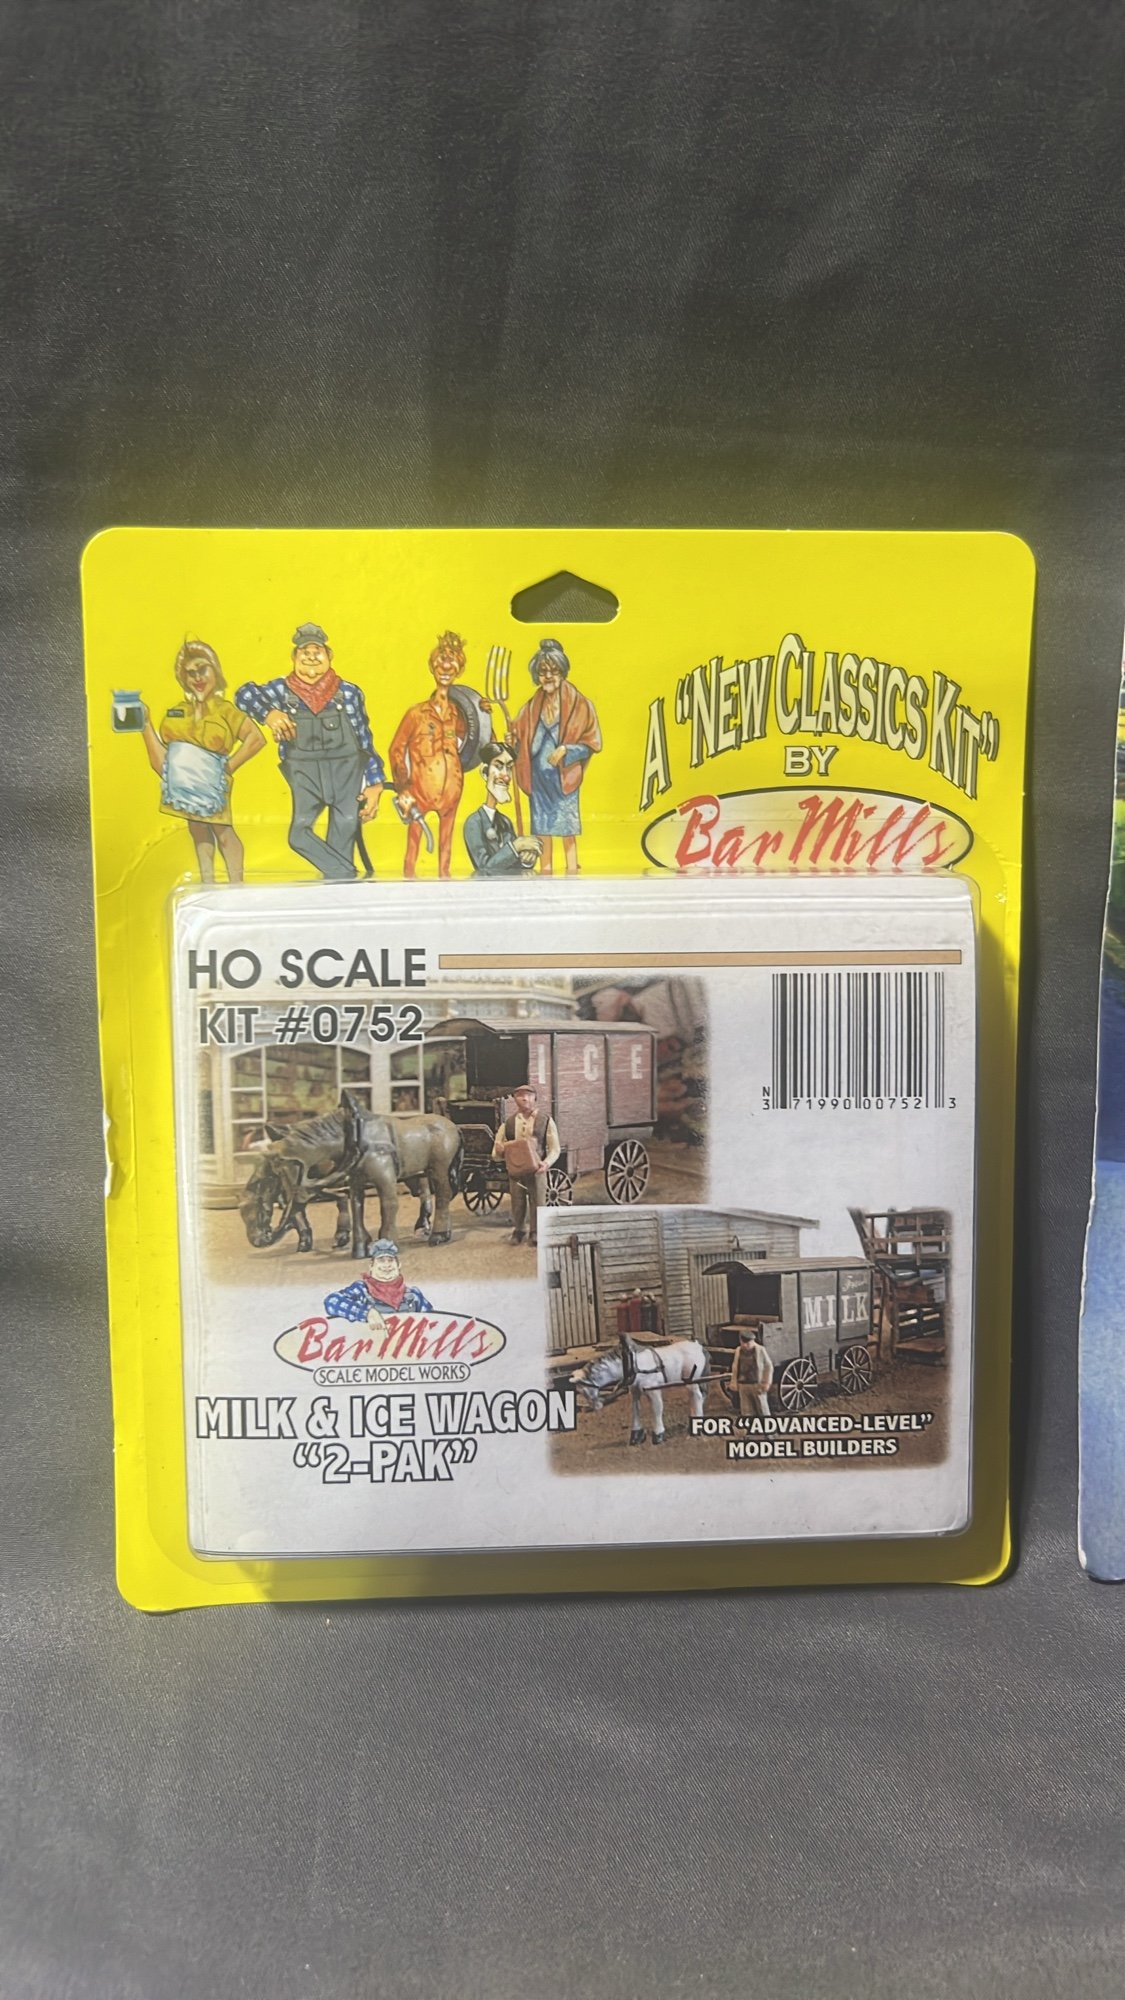 A "NEW CLASSICS KIT"
BY
Bar Mills
HO SCALE
KIT #0752
ICE
N
3 71990 00752 3
Fresh
MILK
Bar Mills
SCALE MODEL WORKS
MILK & ICE WAGON
"2-PAK"
FOR "ADVANCED-LEVEL"
MODEL BUILDERS